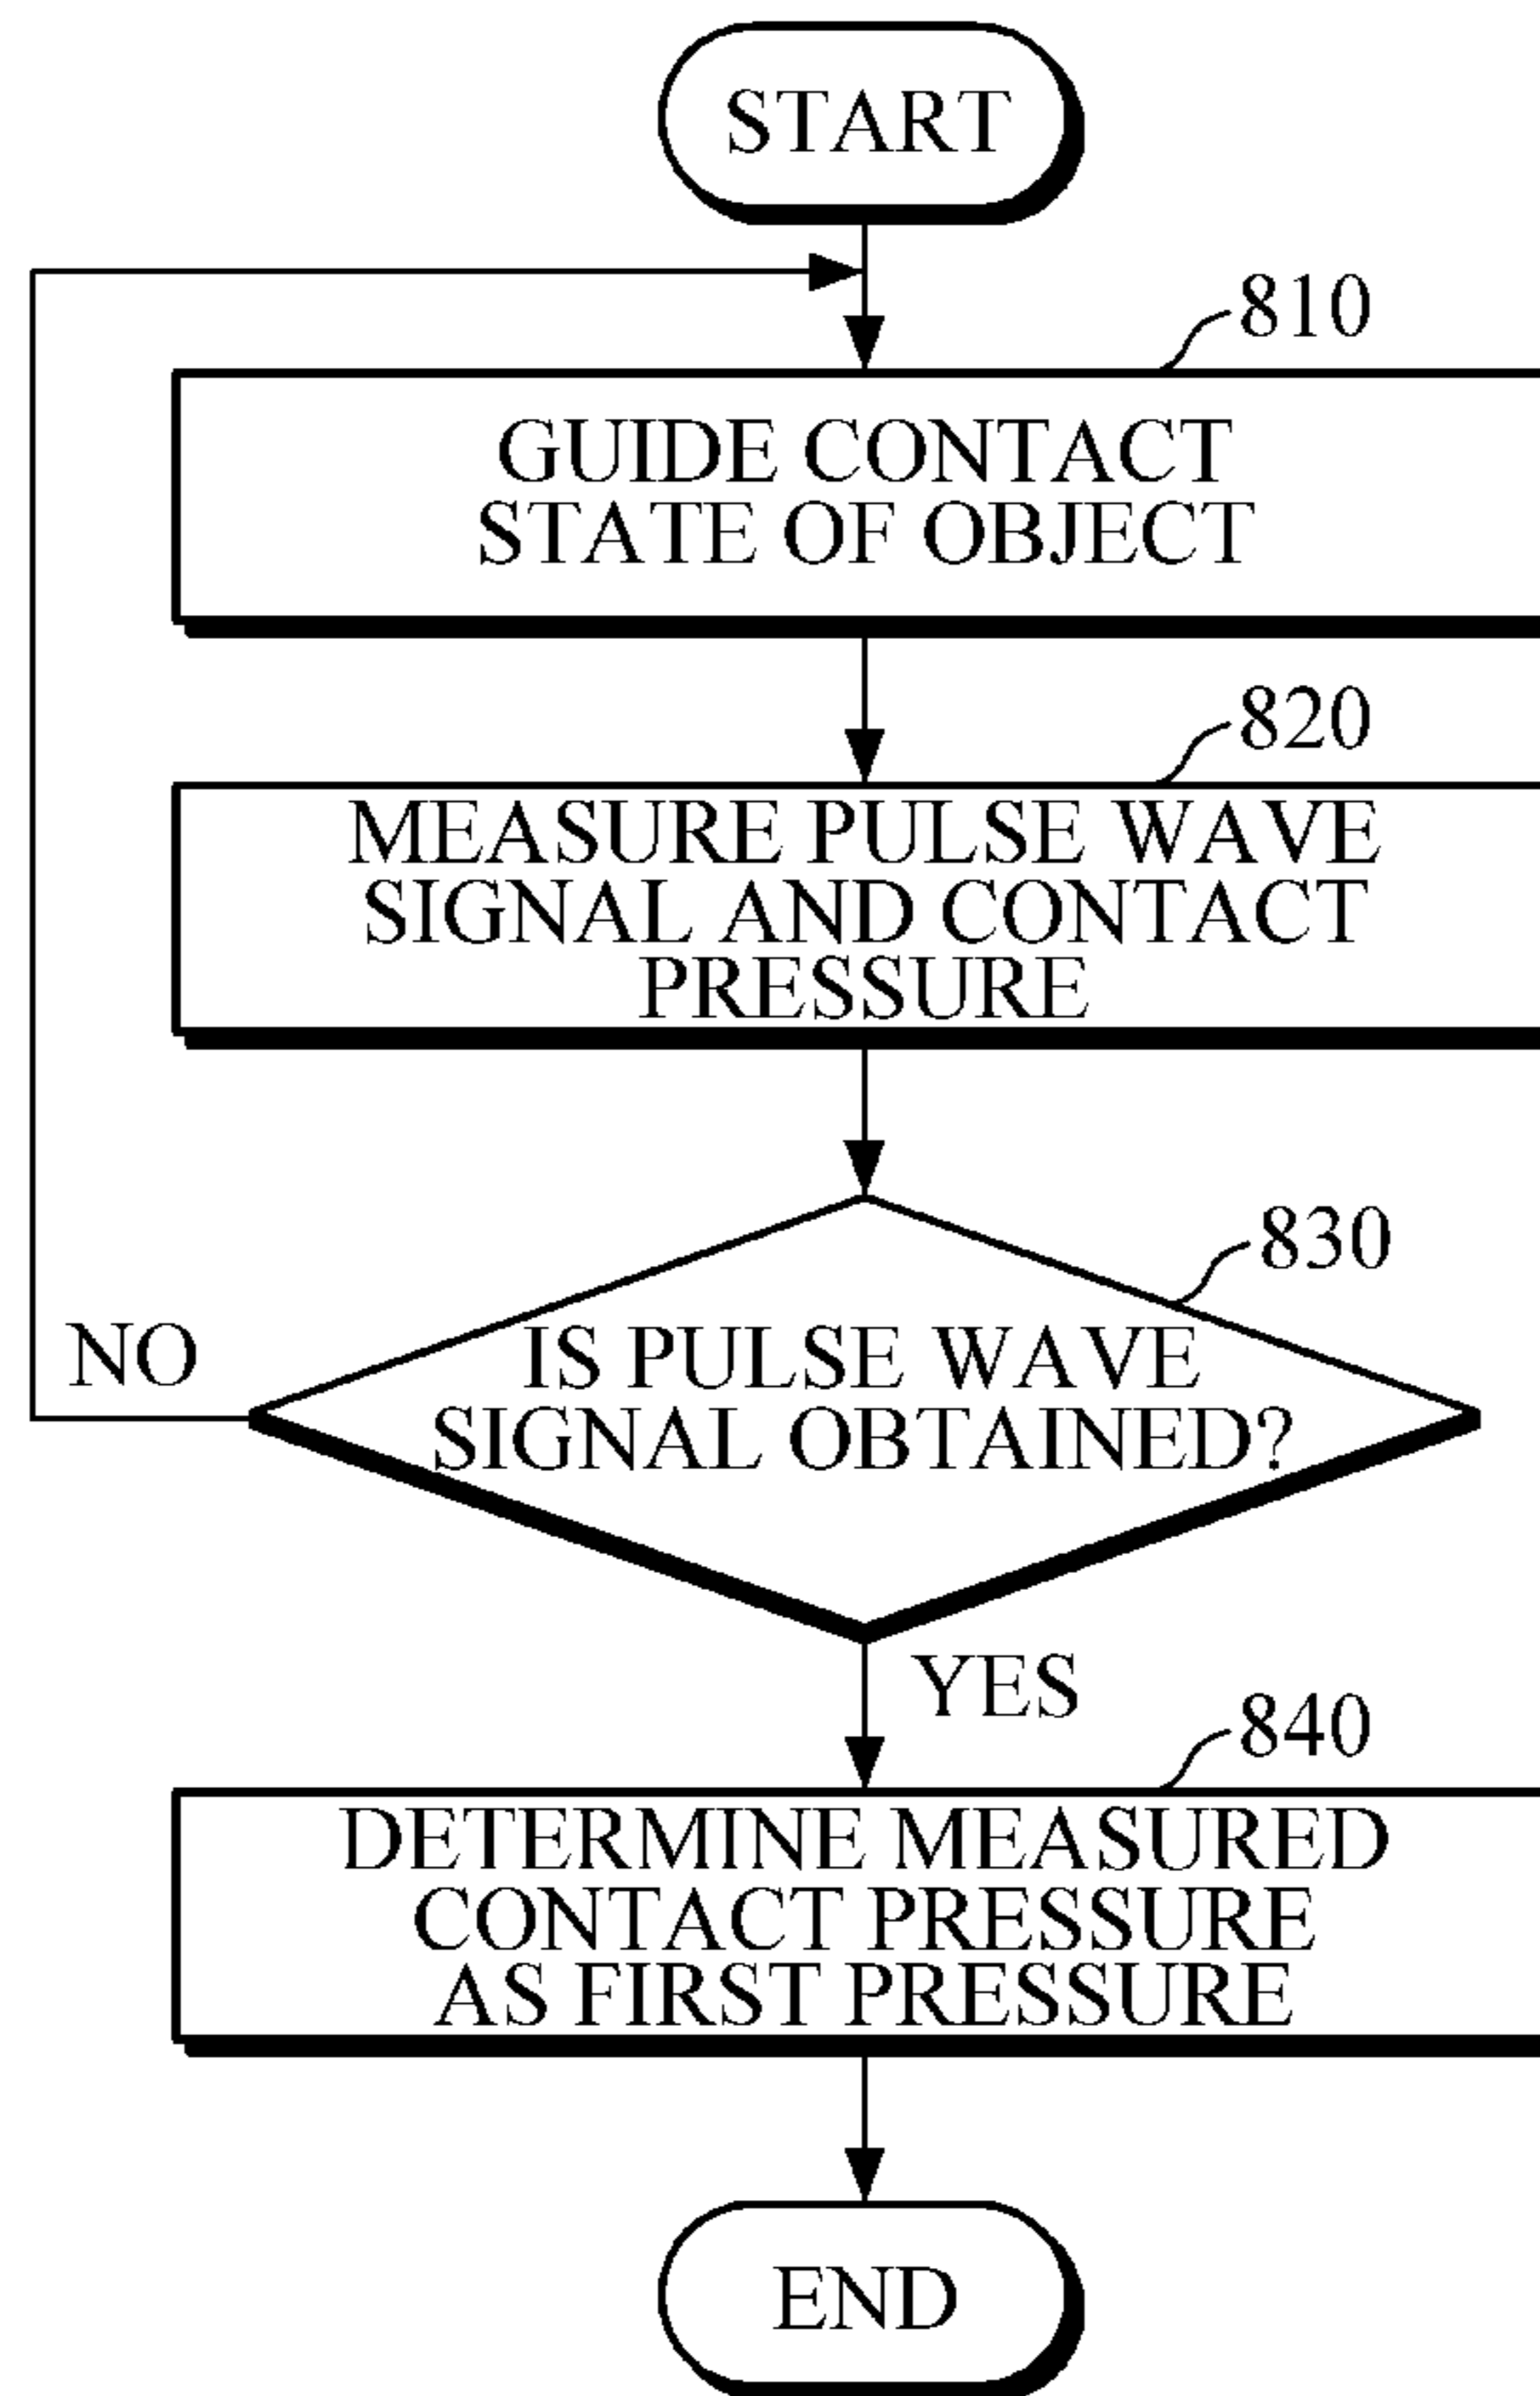 START
810
GUIDE CONTACT
STATE OF OBJECT
820
MEASURE PULSE WAVE
SIGNAL AND CONTACT
PRESSURE
830
IS PULSE WAVE
SIGNAL OBTAINED?
NO
YES
840
DETERMINE MEASURED
CONTACT PRESSURE
AS FIRST PRESSURE
END